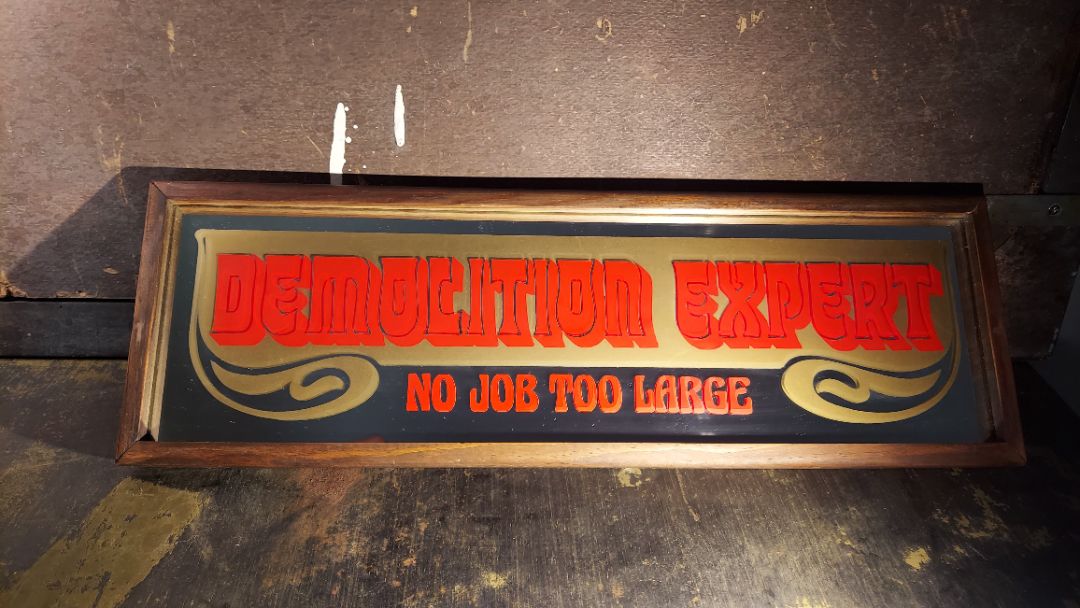 DEMOLITION EXPERT
NO JOB TOO LARGE